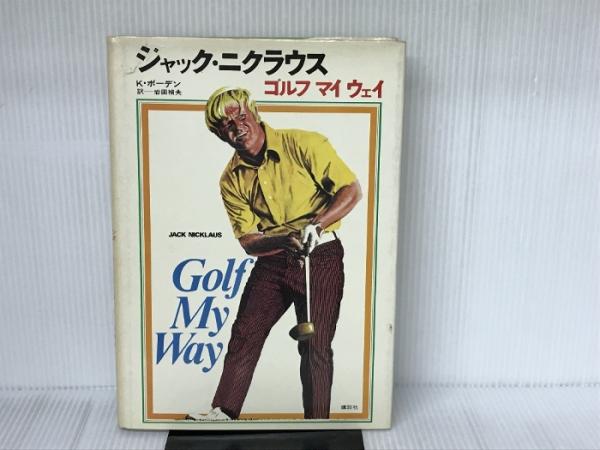 ジャック・ニクラウス
K・ボーデン
訳―岩田禎夫
ゴルフ マイ ウェイ
JACK NICKLAUS
Golf
My
Way
講談社